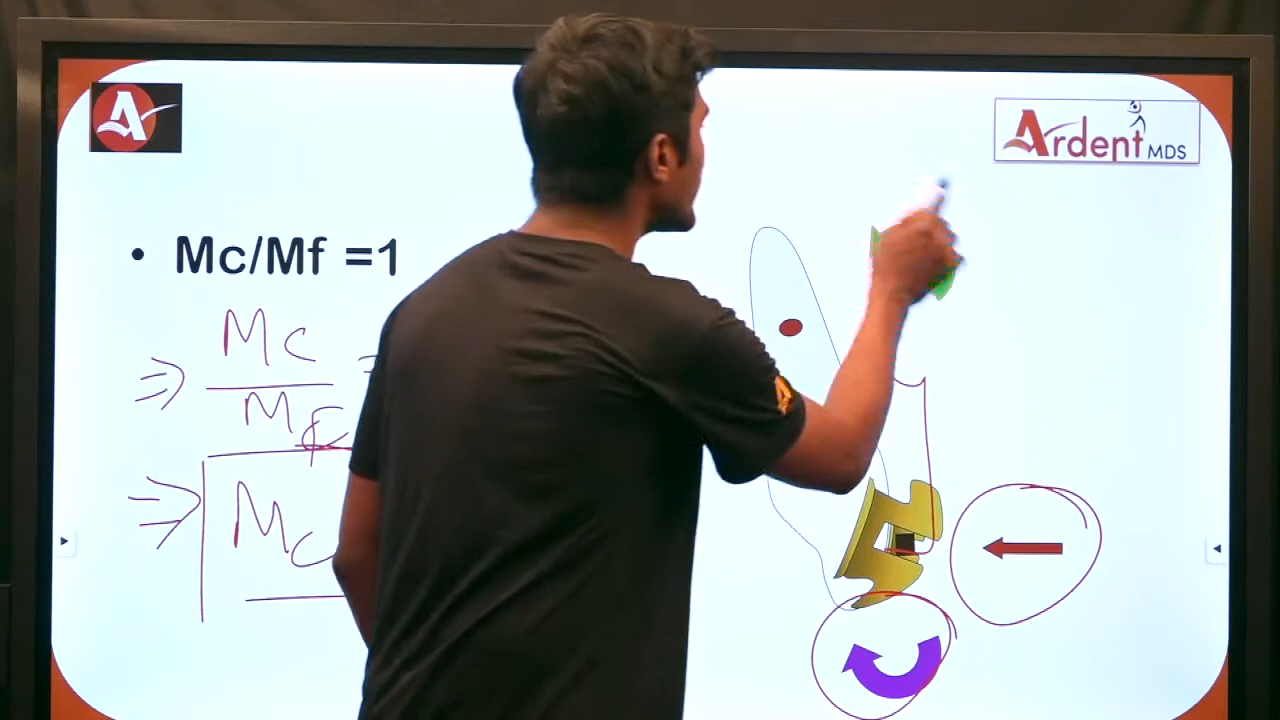 A
Ardent MDS
• Mc/Mf =1
⇒ Mc
Mf
⇒ Mc